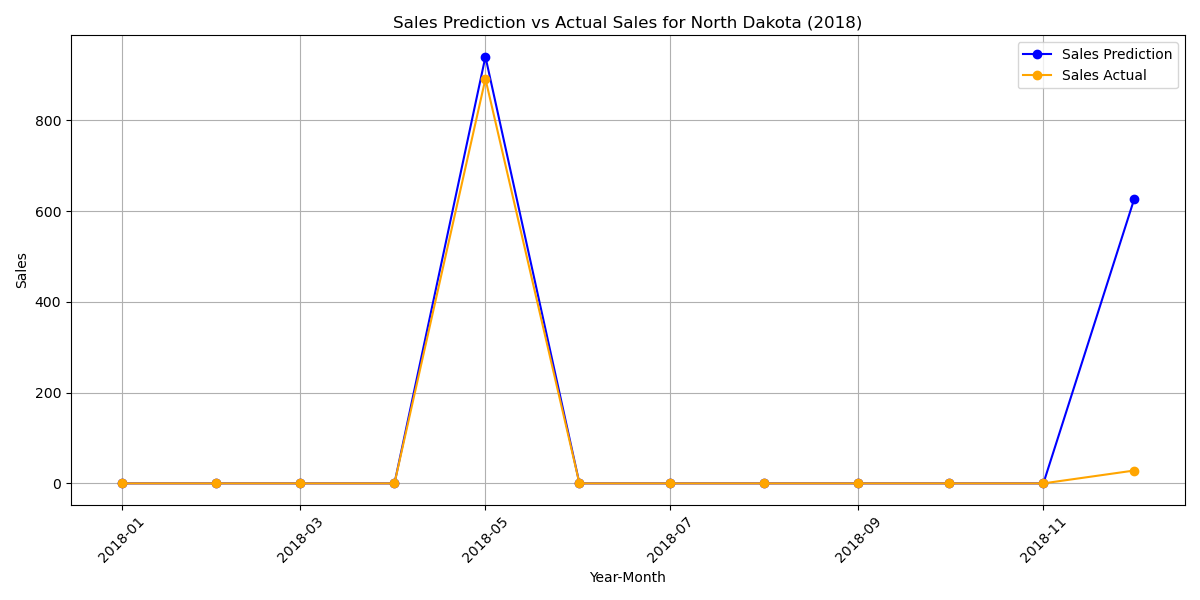 Sales Prediction vs Actual Sales for North Dakota (2018)
Sales Prediction
Sales Actual
Sales
800
600
400
200
0
2018-01
2018-03
2018-05
2018-07
2018-09
2018-11
Year-Month